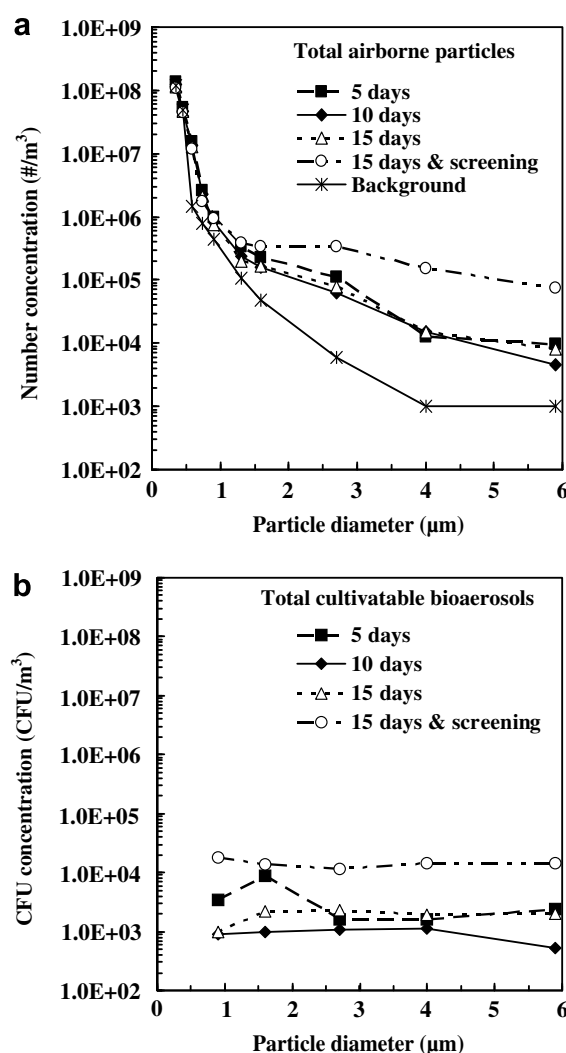 a
Total airborne particles
5 days
10 days
15 days
15 days & screening
Background
1.0E+09
1.0E+08
1.0E+07
1.0E+06
1.0E+05
1.0E+04
1.0E+03
1.0E+02
Number concentration (#/m³)
0 1 2 3 4 5 6
Particle diameter (µm)
b
Total cultivatable bioaerosols
5 days
10 days
15 days
15 days & screening
1.0E+09
1.0E+08
1.0E+07
1.0E+06
1.0E+05
1.0E+04
1.0E+03
1.0E+02
CFU concentration (CFU/m³)
0 1 2 3 4 5 6
Particle diameter (µm)